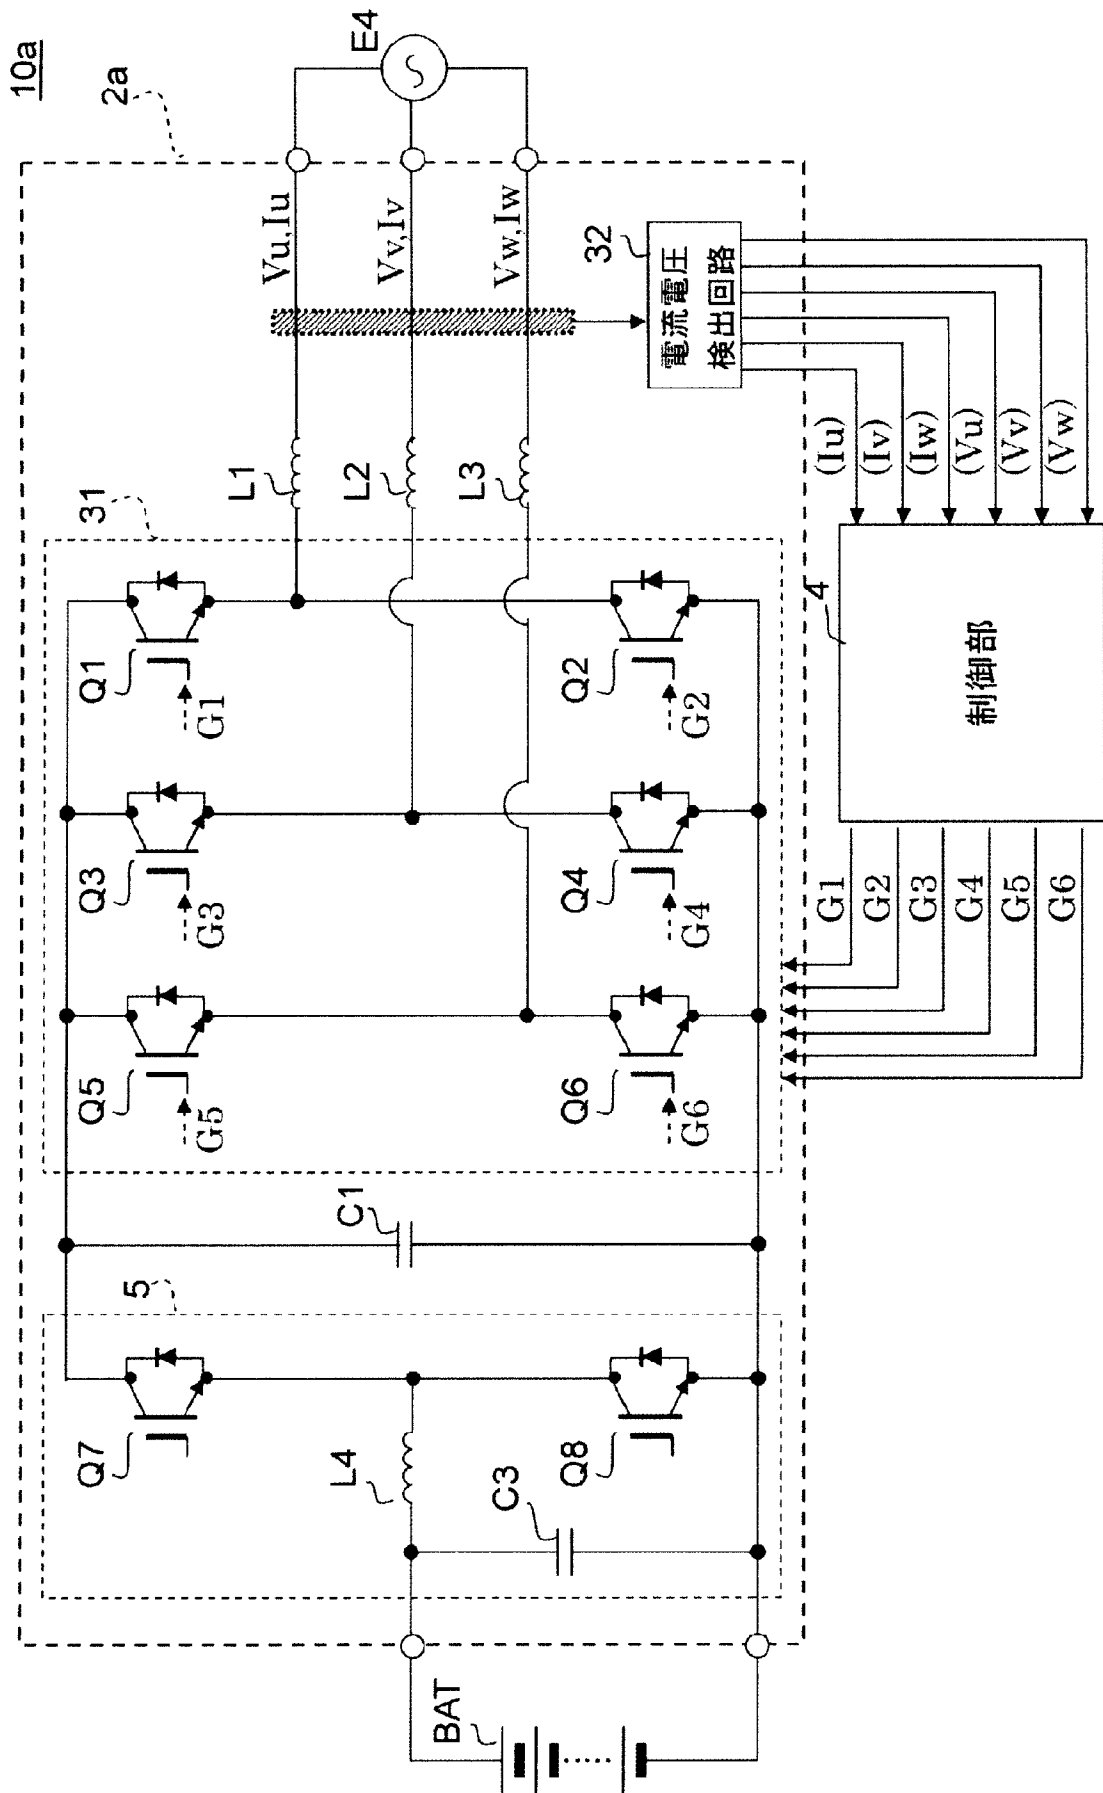 10a
2a
E4
Vu,Iu
Vv,Iv
Vw,Iw
32
電流電圧
検出回路
(Iu)
(Iv)
(Iw)
(Vu)
(Vv)
(Vw)
31
L1
L2
L3
Q1
G1
Q2
G2
Q3
G3
Q4
G4
Q5
G5
Q6
G6
4
制御部
G1
G2
G3
G4
G5
G6
C1
5
Q7
Q8
L4
C3
BAT